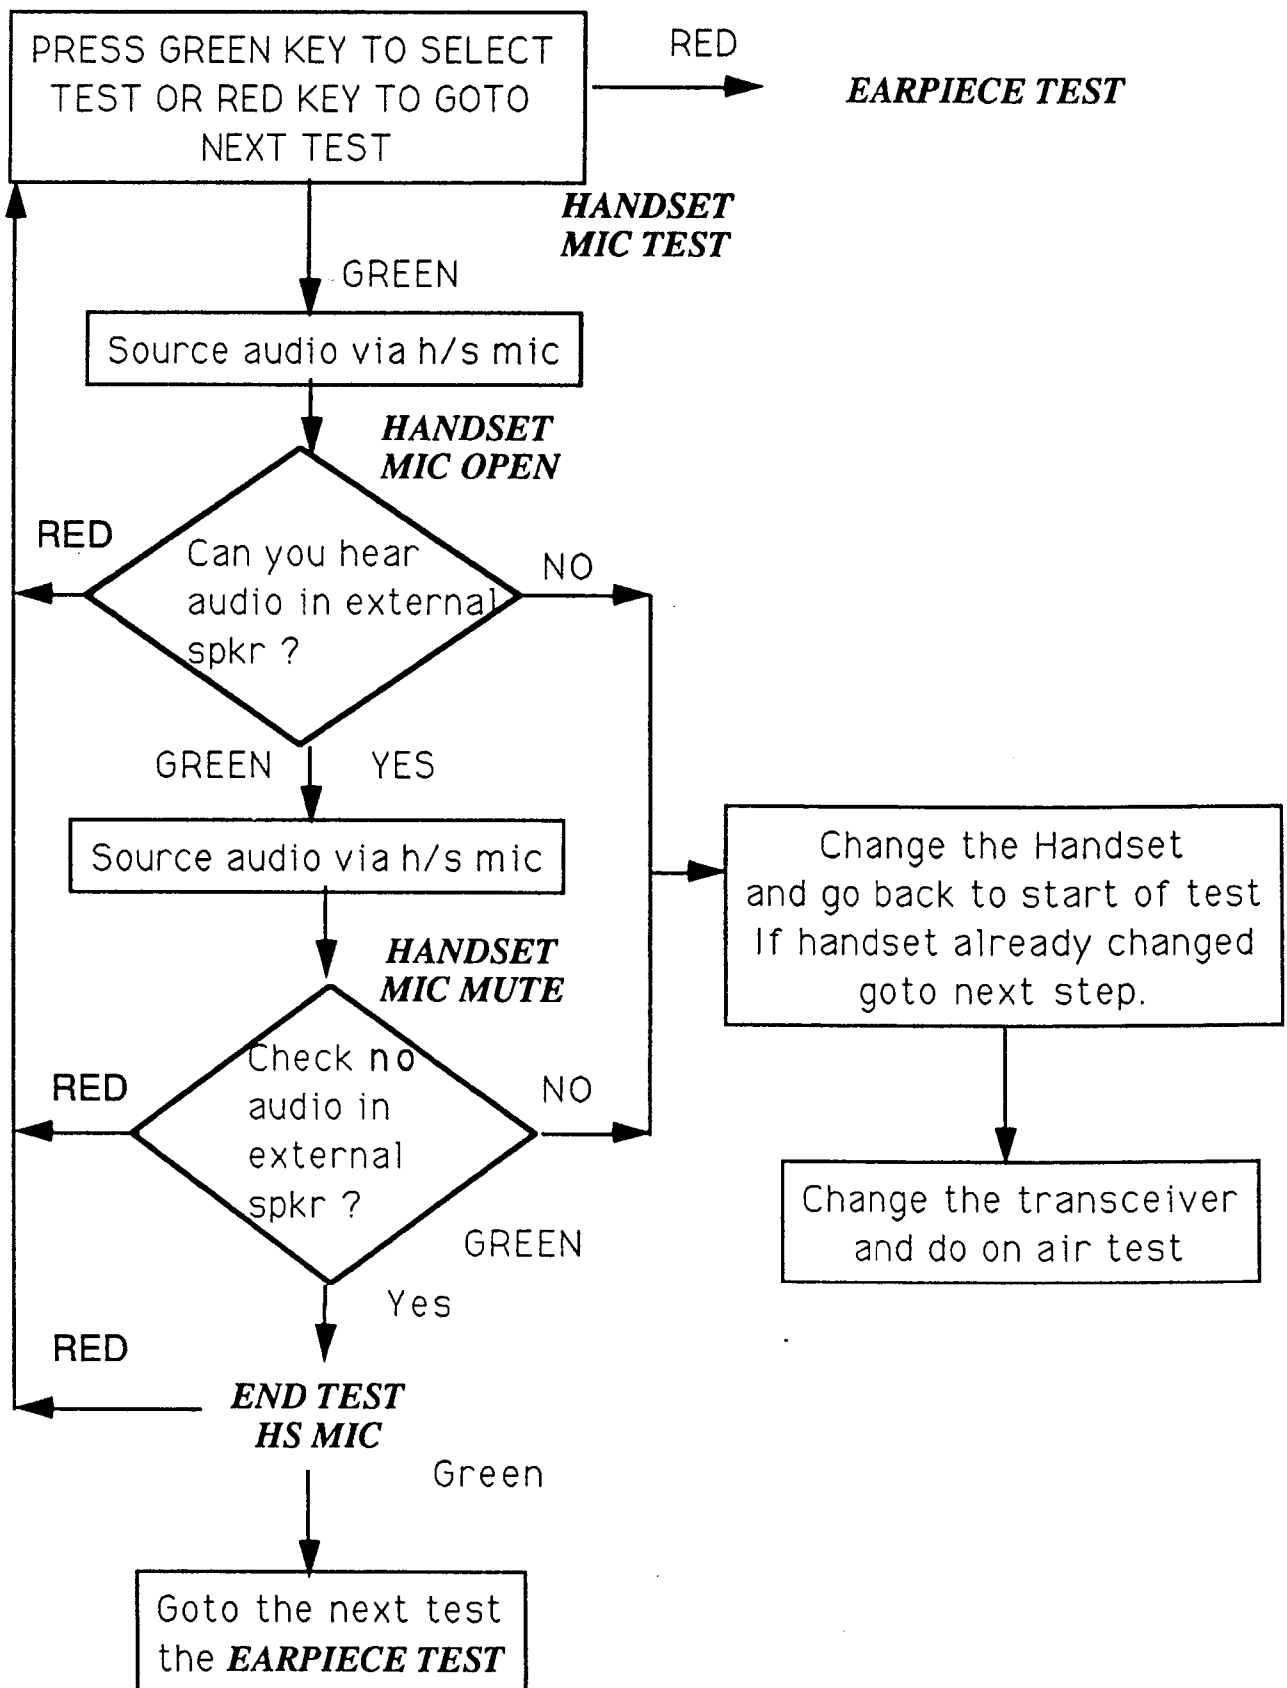 PRESS GREEN KEY TO SELECT
TEST OR RED KEY TO GOTO
NEXT TEST
RED
EARPIECE TEST
HANDSET
MIC TEST
GREEN
Source audio via h/s mic
HANDSET
MIC OPEN
RED
Can you hear
audio in external
spkr ?
NO
GREEN
YES
Source audio via h/s mic
HANDSET
MIC MUTE
RED
Check no
audio in
external
spkr ?
NO
GREEN
Yes
Change the Handset
and go back to start of test
If handset already changed
goto next step.
Change the transceiver
and do on air test
RED
END TEST
HS MIC
Green
Goto the next test
the EARPIECE TEST